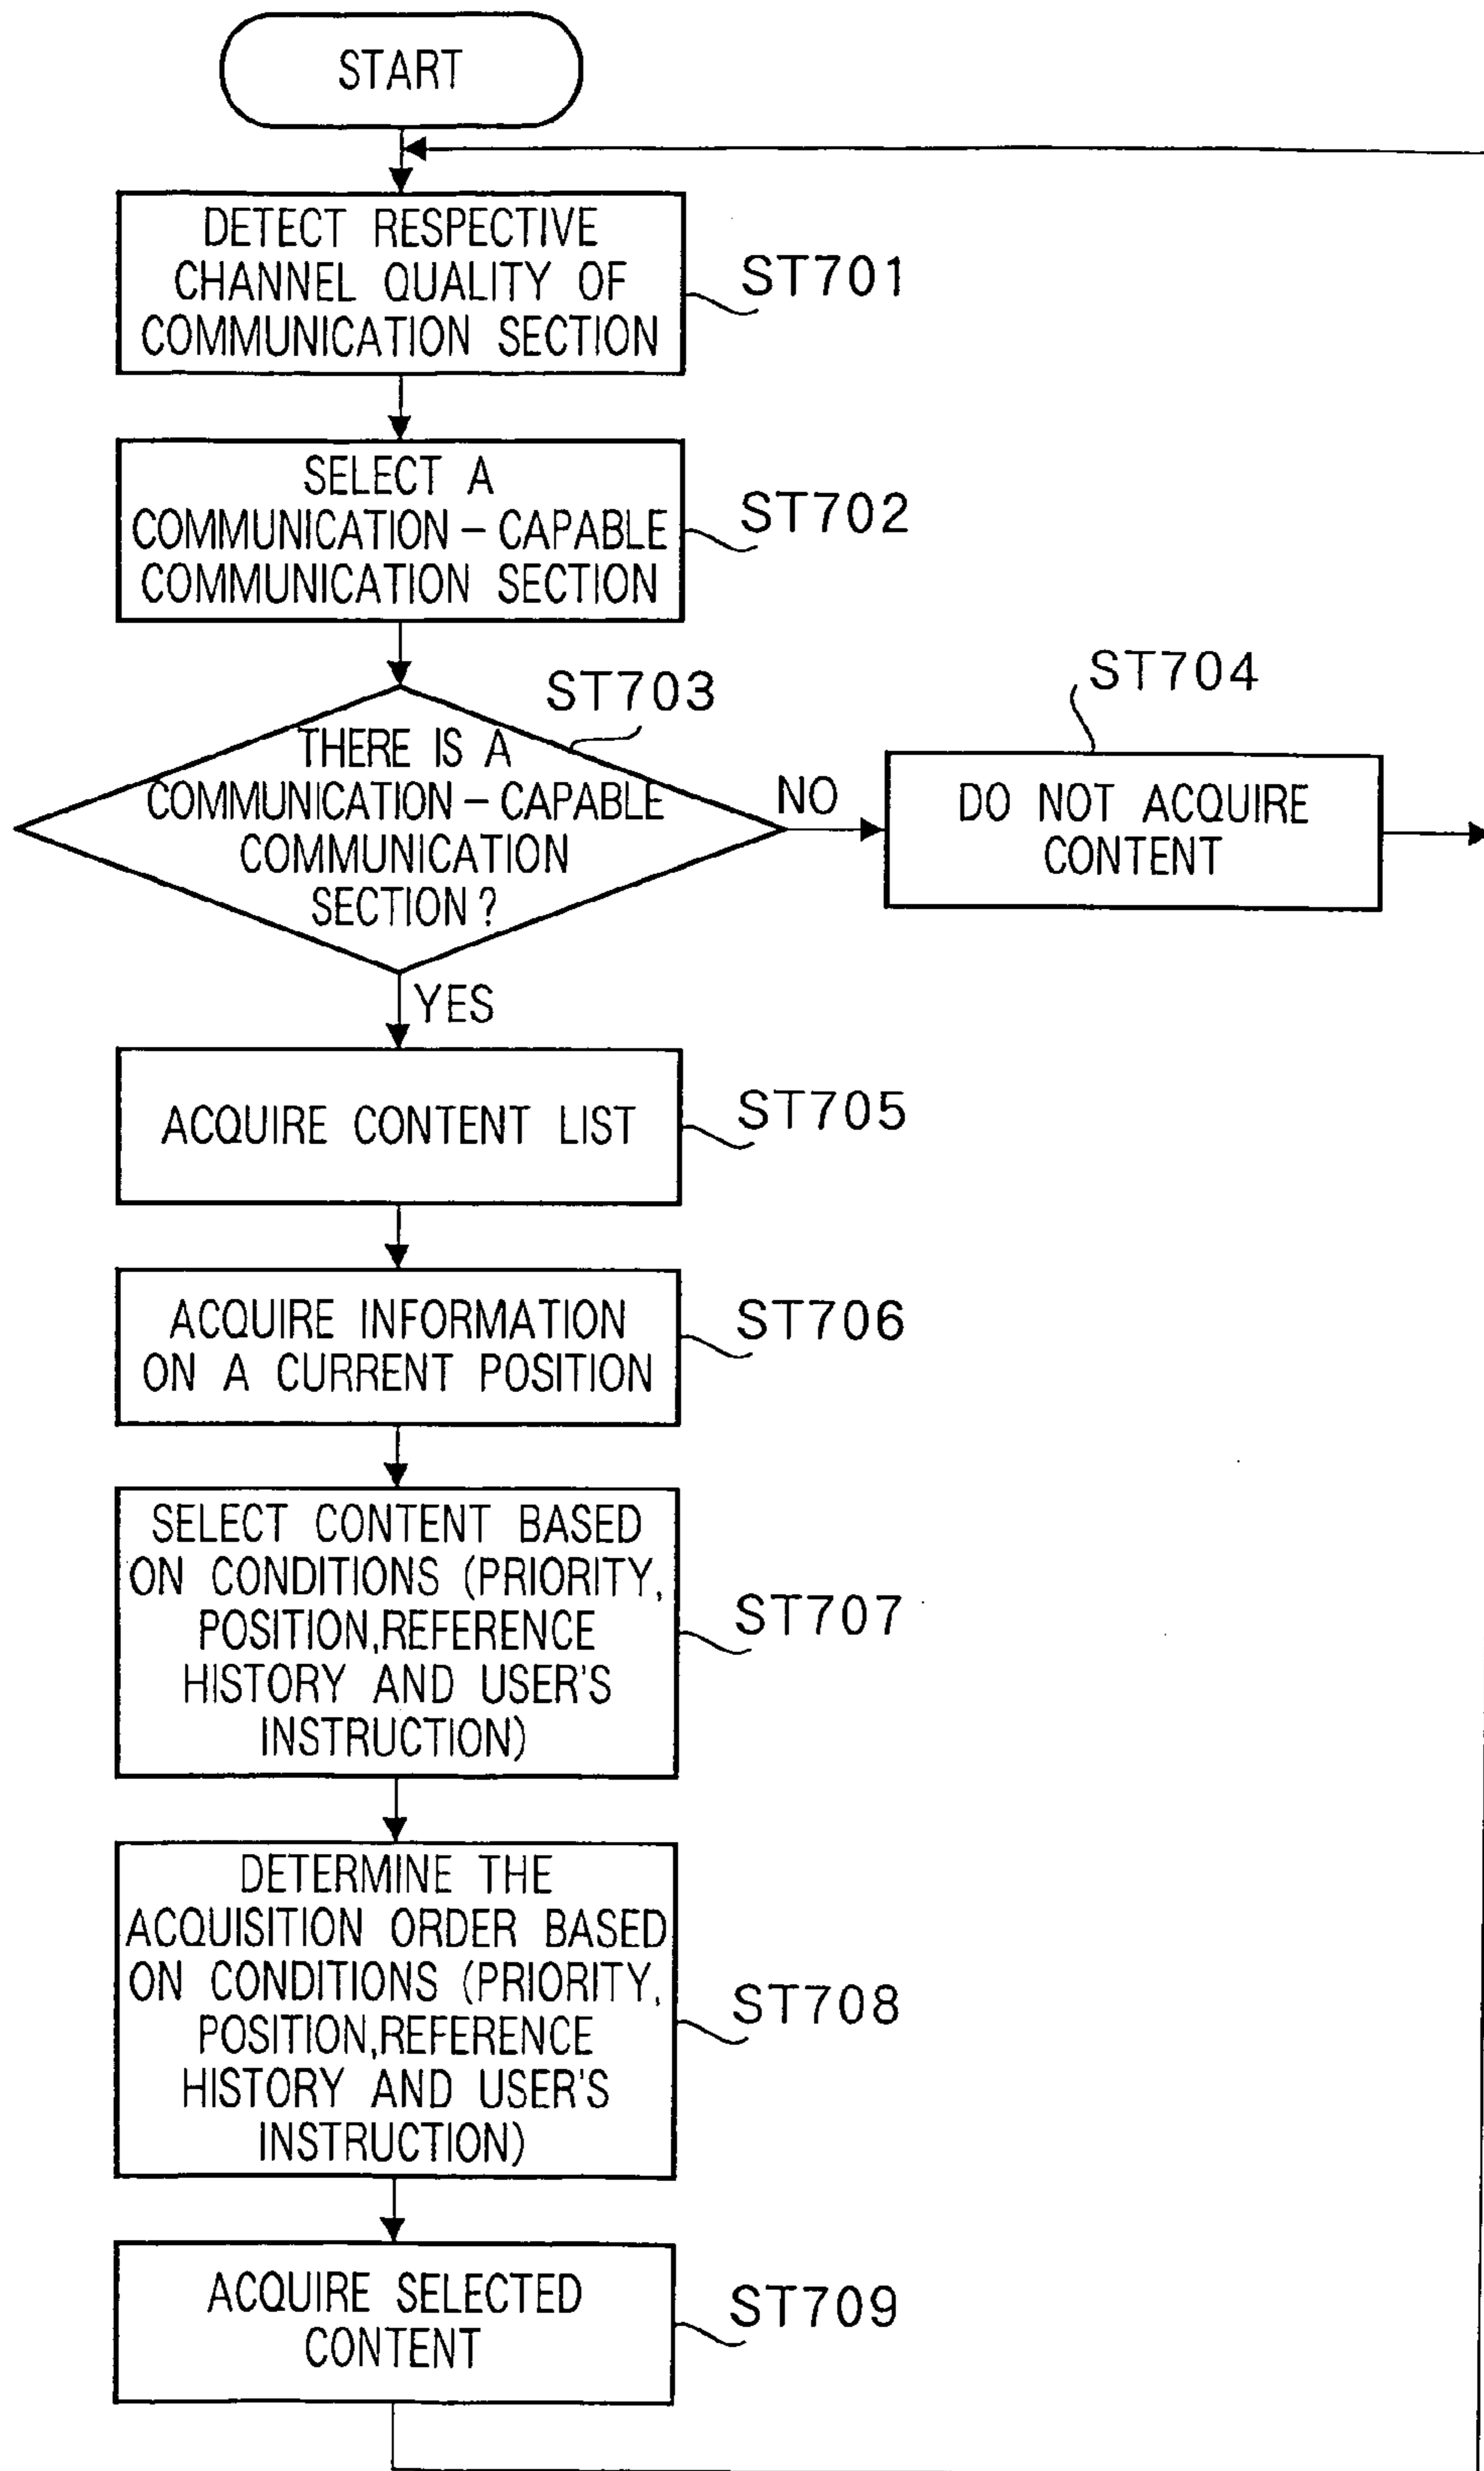 START
DETECT RESPECTIVE
CHANNEL QUALITY OF
COMMUNICATION SECTION
ST701
SELECT A
COMMUNICATION – CAPABLE
COMMUNICATION SECTION
ST702
ST703
THERE IS A
COMMUNICATION – CAPABLE
COMMUNICATION
SECTION?
NO
ST704
DO NOT ACQUIRE
CONTENT
YES
ACQUIRE CONTENT LIST
ST705
ACQUIRE INFORMATION
ON A CURRENT POSITION
ST706
SELECT CONTENT BASED
ON CONDITIONS (PRIORITY,
POSITION,REFERENCE
HISTORY AND USER'S
INSTRUCTION)
ST707
DETERMINE THE
ACQUISITION ORDER BASED
ON CONDITIONS (PRIORITY,
POSITION,REFERENCE
HISTORY AND USER'S
INSTRUCTION)
ST708
ACQUIRE SELECTED
CONTENT
ST709